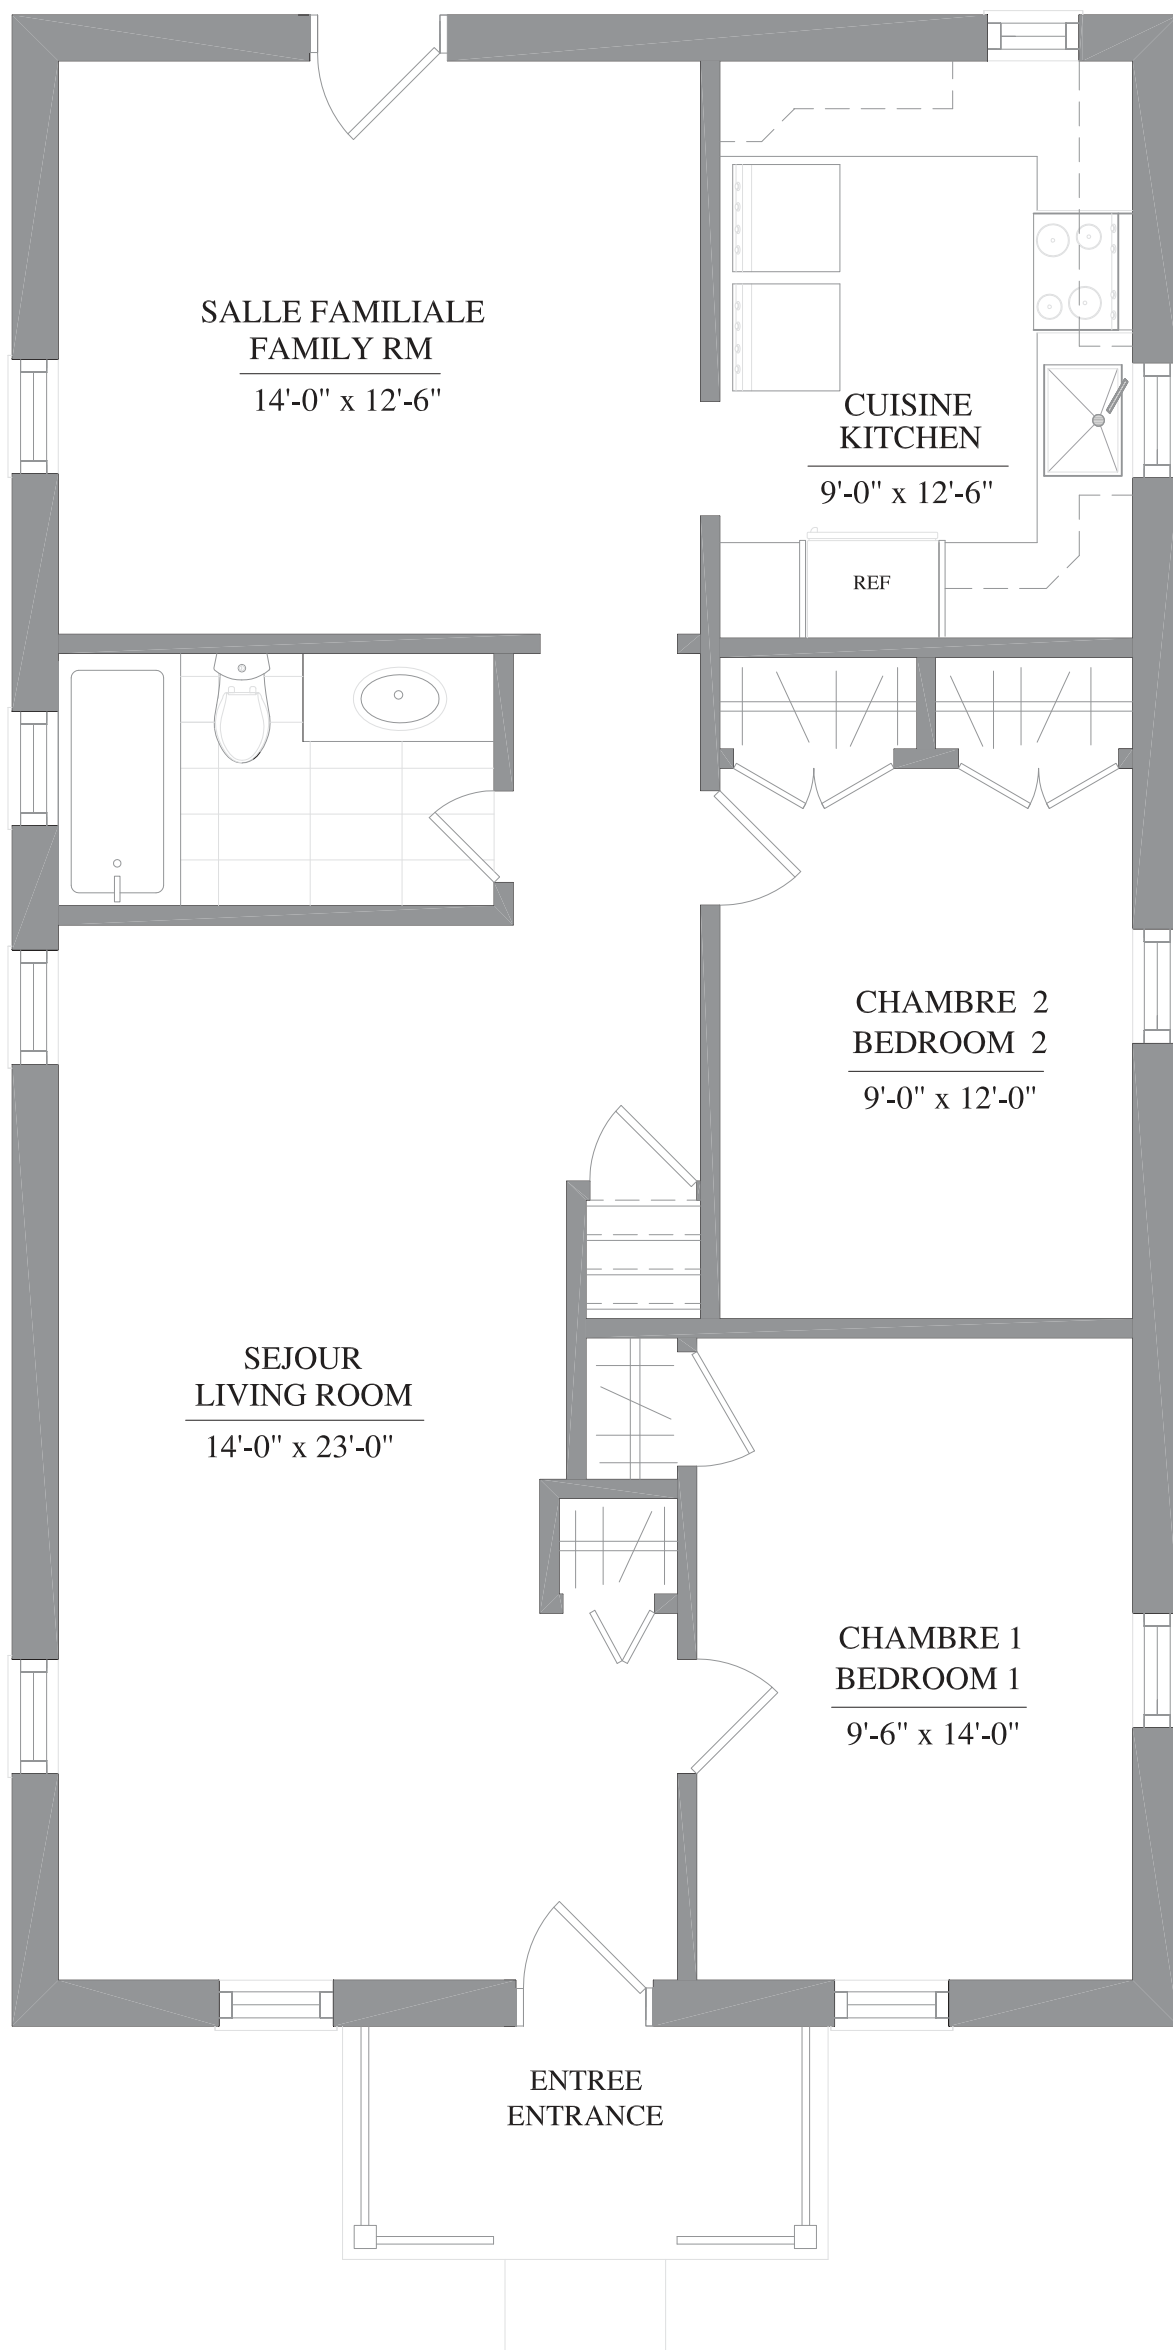 SALLE FAMILIALE
FAMILY RM
14'-0" x 12'-6"
CUISINE
KITCHEN
9'-0" x 12'-6"
REF
CHAMBRE 2
BEDROOM 2
9'-0" x 12'-0"
SEJOUR
LIVING ROOM
14'-0" x 23'-0"
CHAMBRE 1
BEDROOM 1
9'-6" x 14'-0"
ENTREE
ENTRANCE